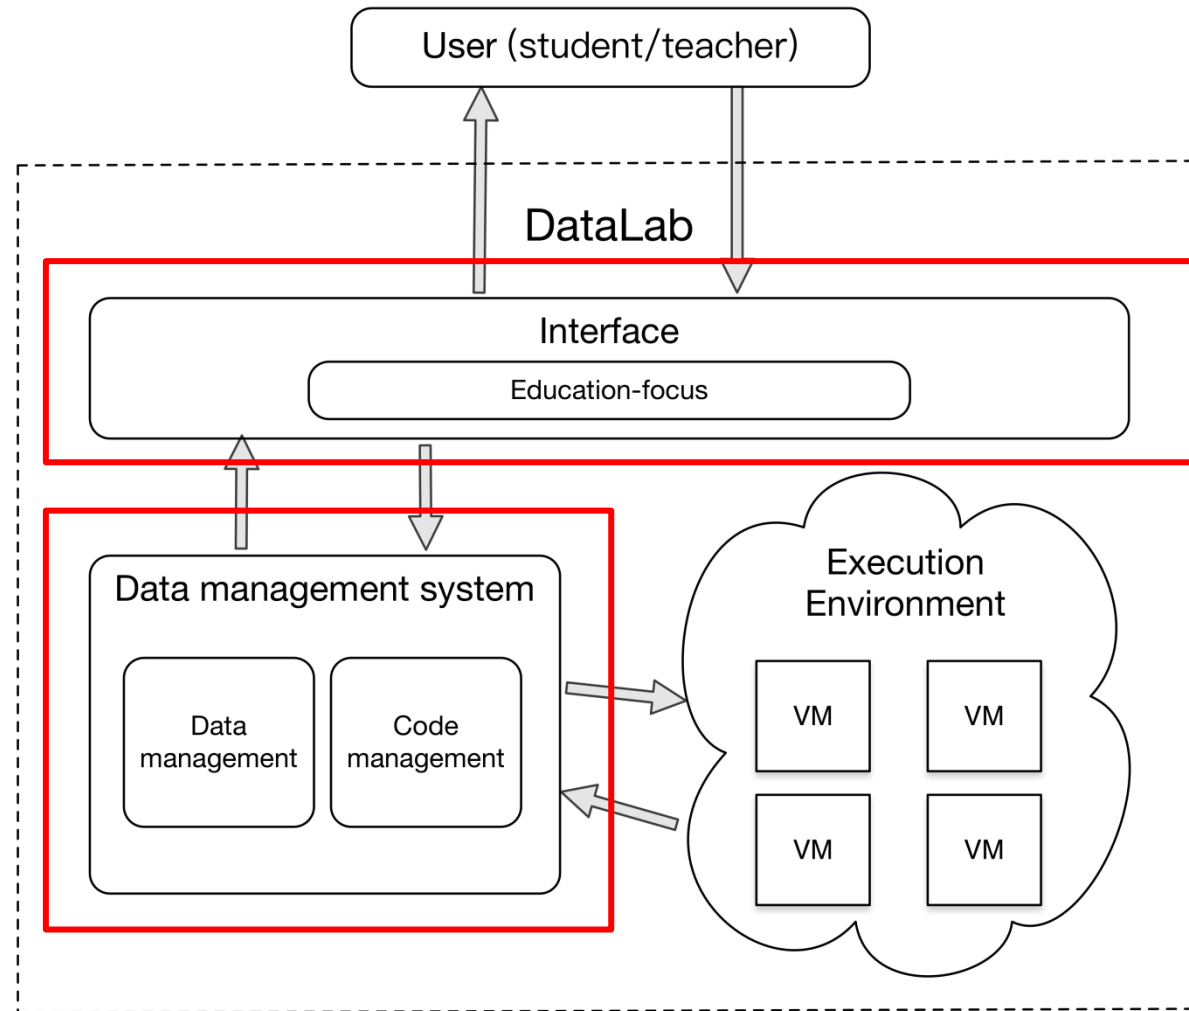 User (student/teacher)
DataLab
Interface
Education-focus
Data management system
Data
management
Code
management
Execution
Environment
VM
VM
VM
VM